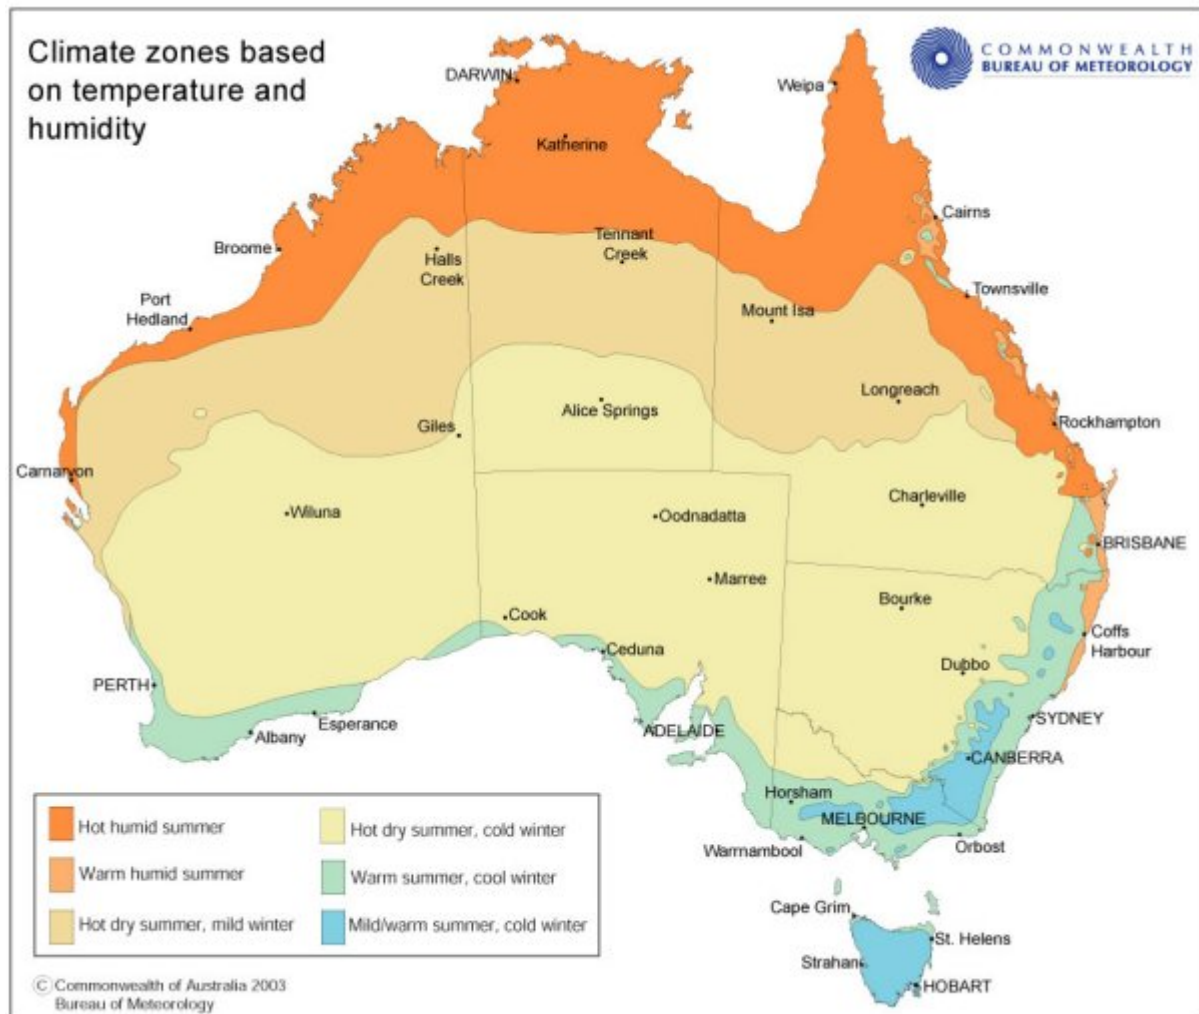 Climate zones based
on temperature and
humidity
COMMONWEALTH
BUREAU OF METEOROLOGY
DARWIN
Weipa
Katherine
Cairns
Broome
Halls
Creek
Tennant
Creek
Port
Hedland
Townsville
Mount Isa
Longreach
Alice Springs
Giles
Rockhampton
Carnarvon
Wiluna
Oodnadatta
Charleville
BRISBANE
Marree
Bourke
Cook
Ceduna
Coffs
Harbour
Dubbo
PERTH
Esperance
Albany
ADELAIDE
SYDNEY
CANBERRA
Horsham
MELBOURNE
Warrnambool
Orbost
Hot humid summer
Warm humid summer
Hot dry summer, mild winter
Hot dry summer, cold winter
Warm summer, cool winter
Mild/warm summer, cold winter
Cape Grim
St. Helens
Strahan
HOBART
© Commonwealth of Australia 2003
Bureau of Meteorology